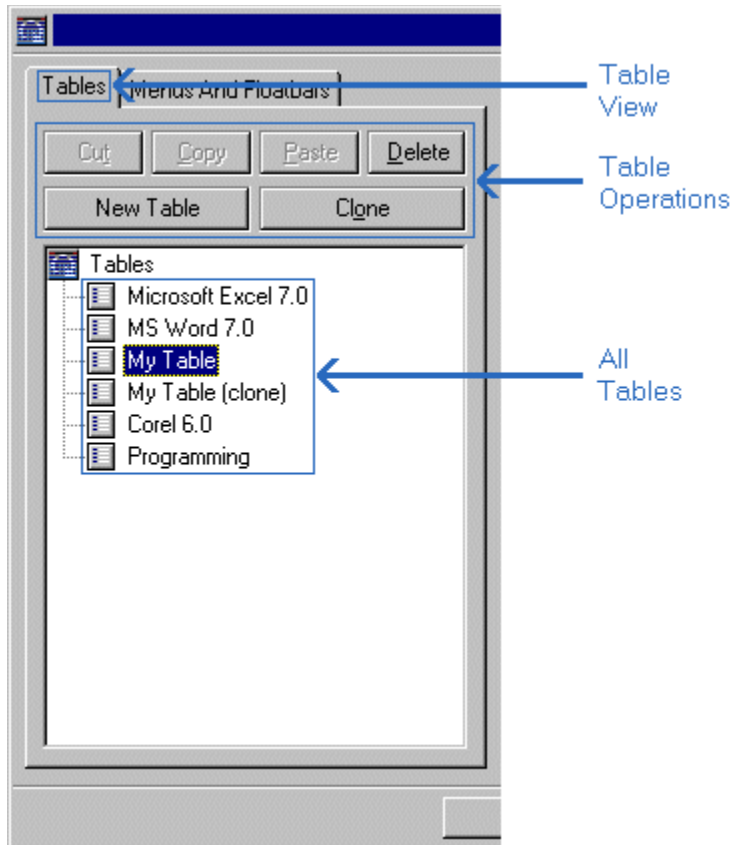 Tables Menus And Floatbars
Table
View
Cut Copy Paste Delete
Table
Operations
New Table Clone
Tables
Microsoft Excel 7.0
MS Word 7.0
My Table
All
Tables
My Table (clone)
Corel 6.0
Programming